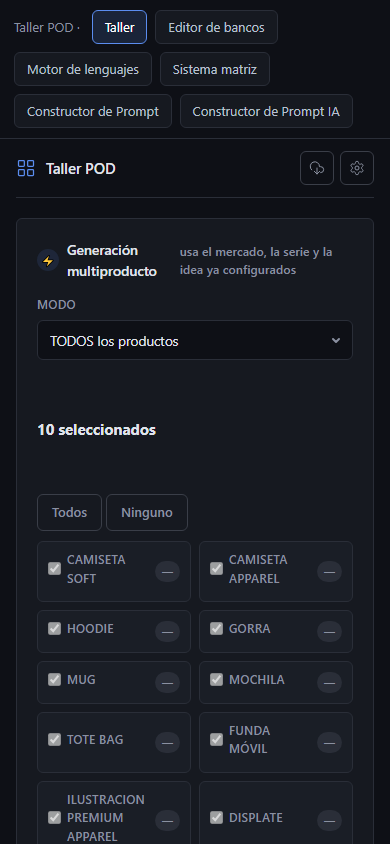 Taller POD ·
Taller
Editor de bancos
Motor de lenguajes
Sistema matriz
Constructor de Prompt
Constructor de Prompt IA
Taller POD
Generación
multiproducto
usa el mercado, la serie y la
idea ya configurados
MODO
TODOS los productos
10 seleccionados
Todos
Ninguno
CAMISETA
SOFT
—
CAMISETA
APPAREL
—
HOODIE
—
GORRA
—
MUG
—
MOCHILA
—
TOTE BAG
—
FUNDA
MÓVIL
—
ILUSTRACION
PREMIUM
APPAREL
—
DISPLATE
—